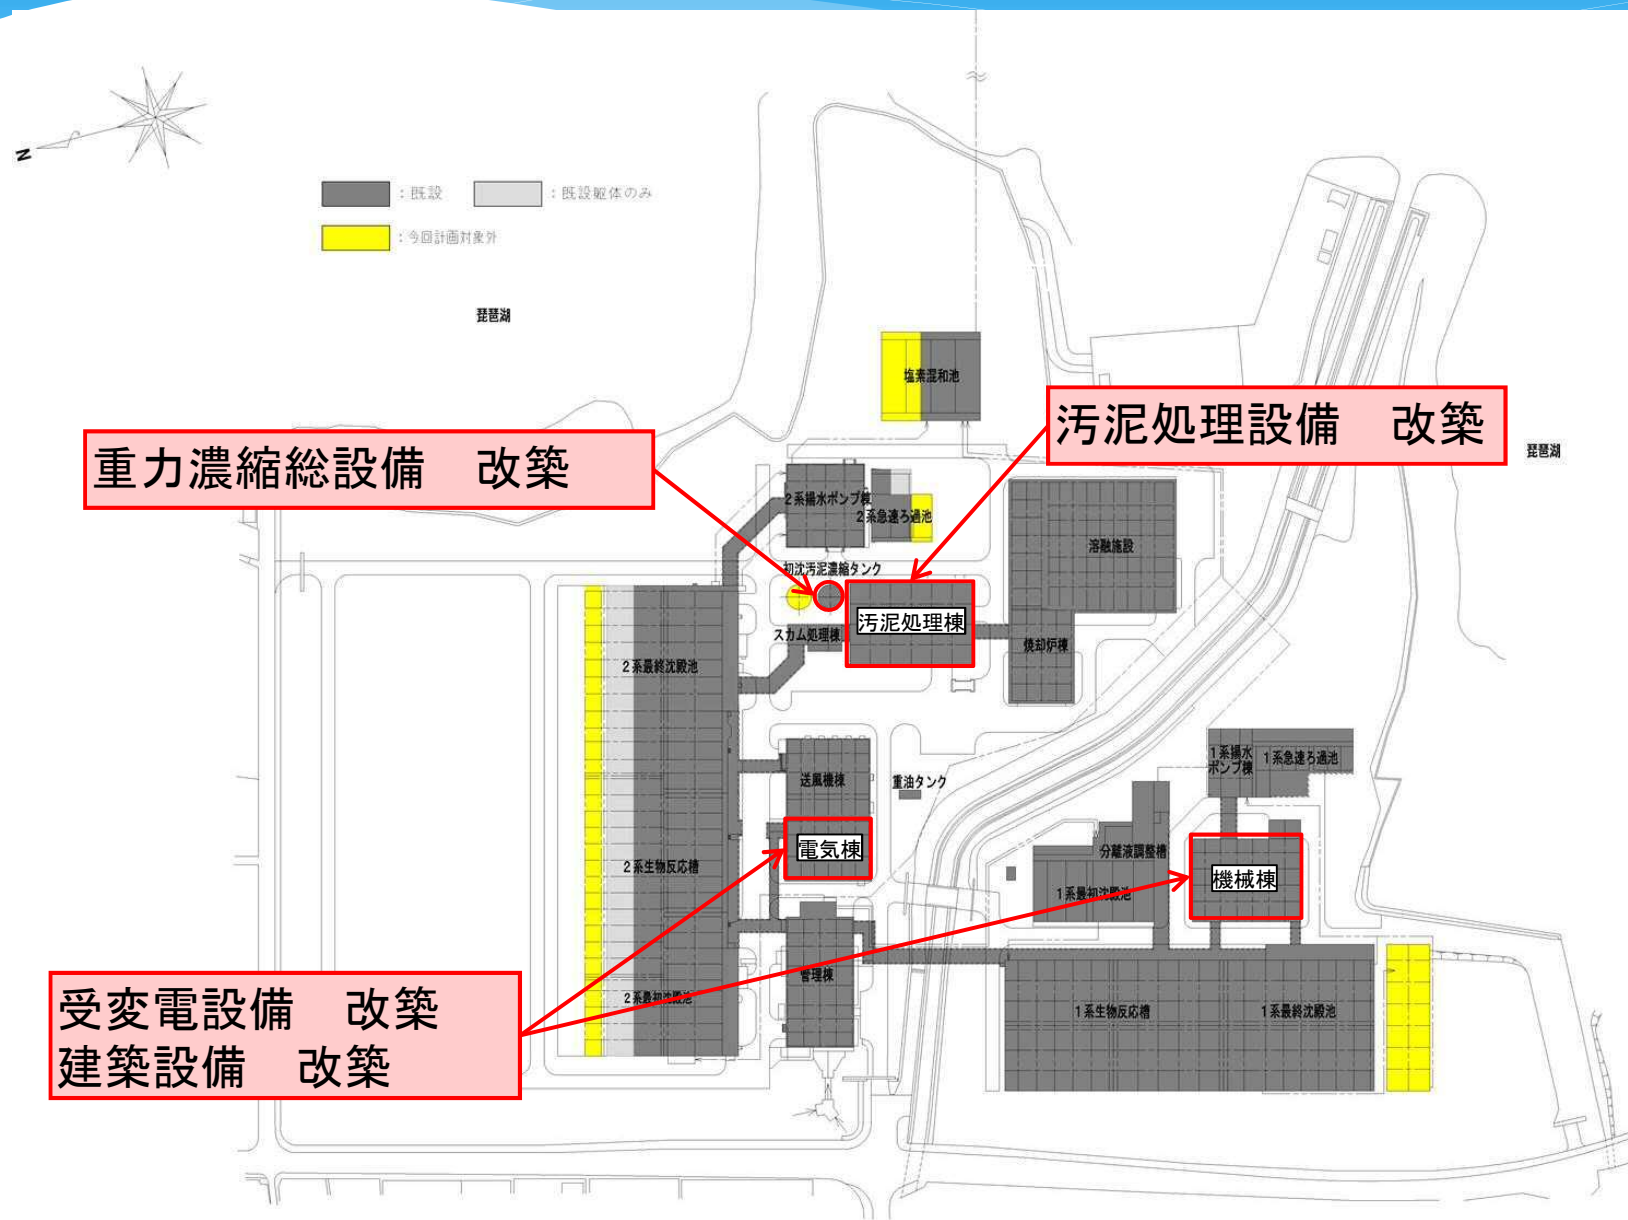 N
：既設
：既設躯体のみ
：今回計画対象外
琵琶湖
塩素混和池
汚泥処理設備　改築
重力濃縮総設備　改築
琵琶湖
2系揚水ポンプ棟
2系急速ろ過池
溶融施設
初沈汚泥濃縮タンク
汚泥処理棟
スカム処理棟
焼却炉棟
2系最終沈殿池
1系揚水
ポンプ棟
1系急速ろ過池
送風機棟
重油タンク
電気棟
分離液調整槽
2系生物反応槽
機械棟
1系最初沈殿池
管理棟
2系最初沈殿池
1系生物反応槽
1系最終沈殿池
受変電設備　改築
建築設備　改築